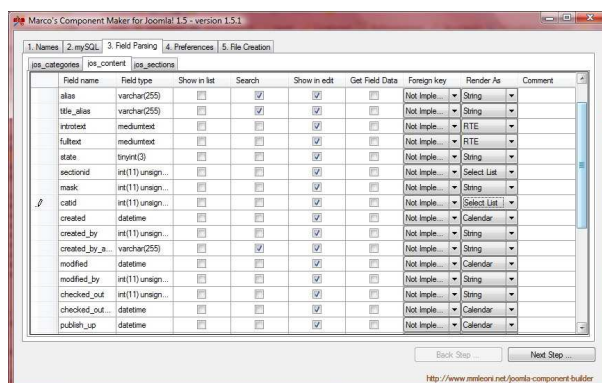 Marco's Component Maker for Joomla! 1.5 - version 1.5.1
1. Names 2. mySQL 3. Field Parsing 4. Preferences 5. File Creation
jos_categories jos_content jos_sections
Field name Field type Show in list Search Show in edit Get Field Data Foreign key Render As Comment
alias varchar(255) Not Imple... String
title_alias varchar(255) Not Imple... String
introtext mediumtext Not Imple... RTE
fulltext mediumtext Not Imple... RTE
state tinyint(3) Not Imple... String
sectionid int(11) unsign... Not Imple... Select List
mask int(11) unsign... Not Imple... String
catid int(11) unsign... Not Imple... Select List
created datetime Not Imple... Calendar
created_by int(11) unsign... Not Imple... String
created_by_a... varchar(255) Not Imple... String
modified datetime Not Imple... Calendar
modified_by int(11) unsign... Not Imple... String
checked_out int(11) unsign... Not Imple... String
checked_out... datetime Not Imple... Calendar
publish_up datetime Not Imple... Calendar
Back Step ... Next Step ...
http://www.mmleoni.net/joomla-component-builder